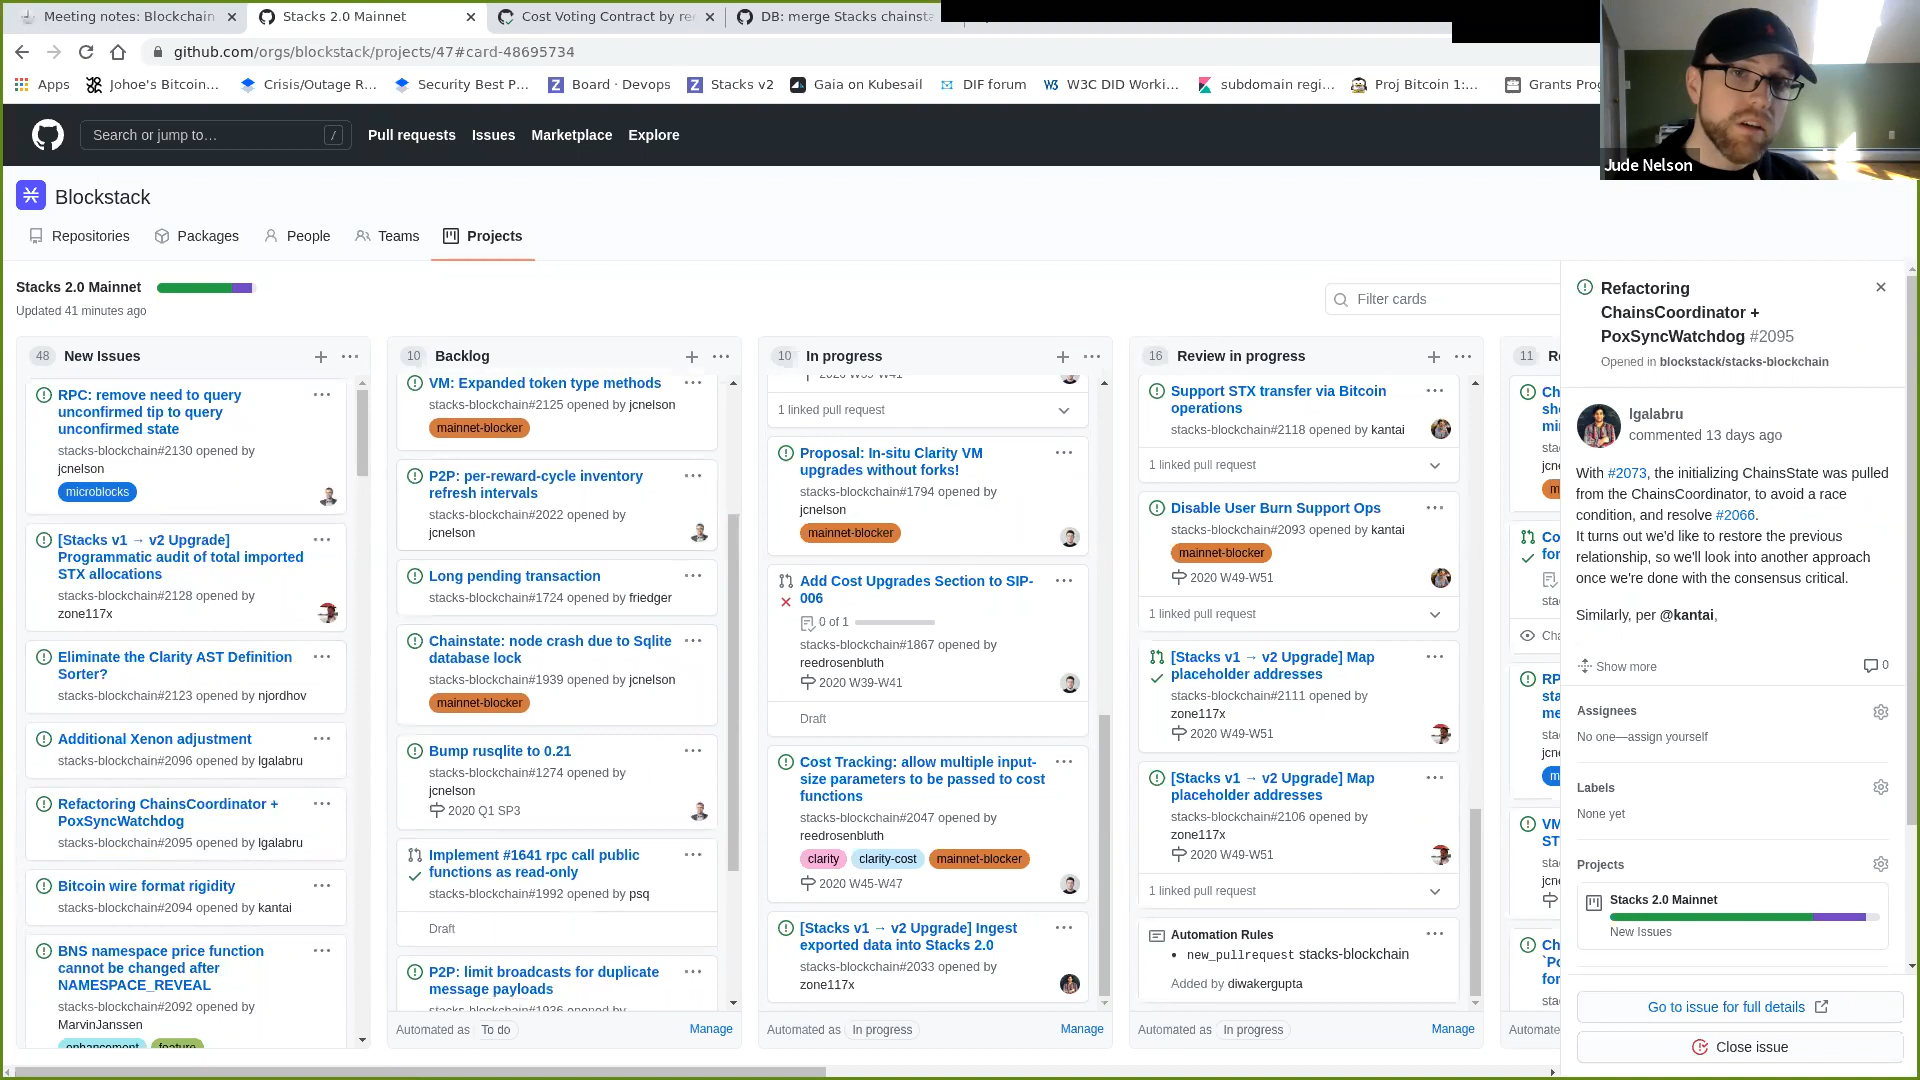 Meeting notes: Blockchain
Stacks 2.0 Mainnet
Cost Voting Contract by
DB: merge Stacks
github.com/orgs/blockstack/projects/47#card-48695734
Apps
Johoe's Bitcoin...
Crisis/Outage R...
Security Best P...
Board · Devops
Stacks v2
Gaia on Kubesail
DIF forum
W3C DID Worki...
subdomain regi...
Proj Bitcoin 1:...
Grants
Jude Nelson
Search or jump to…
/
Pull requests
Issues
Marketplace
Explore
Blockstack
Repositories
Packages
People
Teams
Projects
Stacks 2.0 Mainnet
Updated 41 minutes ago
Filter cards
48 New Issues
RPC: remove need to query
unconfirmed tip to query
unconfirmed state
stacks-blockchain#2130 opened by
jcnelson
microblocks
[Stacks v1 → v2 Upgrade]
Programmatic audit of total imported
STX allocations
stacks-blockchain#2128 opened by
zone117x
Eliminate the Clarity AST Definition
Sorter?
stacks-blockchain#2123 opened by njordhov
Additional Xenon adjustment
stacks-blockchain#2096 opened by lgalabru
Refactoring ChainsCoordinator +
PoxSyncWatchdog
stacks-blockchain#2095 opened by lgalabru
Bitcoin wire format rigidity
stacks-blockchain#2094 opened by kantai
BNS namespace price function
cannot be changed after
NAMESPACE_REVEAL
stacks-blockchain#2092 opened by
MarvinJanssen
enhancement feature
10 Backlog
VM: Expanded token type methods
stacks-blockchain#2125 opened by jcnelson
mainnet-blocker
P2P: per-reward-cycle inventory
refresh intervals
stacks-blockchain#2022 opened by
jcnelson
Long pending transaction
stacks-blockchain#1724 opened by friedger
Chainstate: node crash due to Sqlite
database lock
stacks-blockchain#1939 opened by jcnelson
mainnet-blocker
Bump rusqlite to 0.21
stacks-blockchain#1274 opened by
jcnelson
2020 Q1 SP3
Implement #1641 rpc call public
functions as read-only
stacks-blockchain#1992 opened by psq
Draft
P2P: limit broadcasts for duplicate
message payloads
stacks-blockchain#1936 opened by jcnelson
Automated as To do
Manage
10 In progress
2020 W39-W41
1 linked pull request
Proposal: In-situ Clarity VM
upgrades without forks!
stacks-blockchain#1794 opened by
jcnelson
mainnet-blocker
Add Cost Upgrades Section to SIP-
006
0 of 1
stacks-blockchain#1867 opened by
reedrosenbluth
2020 W39-W41
Draft
Cost Tracking: allow multiple input-
size parameters to be passed to cost
functions
stacks-blockchain#2047 opened by
reedrosenbluth
clarity clarity-cost mainnet-blocker
2020 W45-W47
[Stacks v1 → v2 Upgrade] Ingest
exported data into Stacks 2.0
stacks-blockchain#2033 opened by
zone117x
Automated as In progress
Manage
16 Review in progress
Support STX transfer via Bitcoin
operations
stacks-blockchain#2118 opened by kantai
1 linked pull request
Disable User Burn Support Ops
stacks-blockchain#2093 opened by kantai
mainnet-blocker
2020 W49-W51
1 linked pull request
[Stacks v1 → v2 Upgrade] Map
placeholder addresses
stacks-blockchain#2111 opened by
zone117x
2020 W49-W51
[Stacks v1 → v2 Upgrade] Map
placeholder addresses
stacks-blockchain#2106 opened by
zone117x
2020 W49-W51
1 linked pull request
Automation Rules
• new_pullrequest stacks-blockchain
Added by diwakergupta
Automated as In progress
Manage
11
Refactoring
ChainsCoordinator +
PoxSyncWatchdog #2095
Opened in blockstack/stacks-blockchain
lgalabru
commented 13 days ago
With #2073, the initializing ChainsState was pulled
from the ChainsCoordinator, to avoid a race
condition, and resolve #2066.
It turns out we'd like to restore the previous
relationship, so we'll look into another approach
once we're done with the consensus critical.
Similarly, per @kantai,
Show more
0
Assignees
No one—assign yourself
Labels
None yet
Projects
Stacks 2.0 Mainnet
New Issues
Go to issue for full details
Close issue